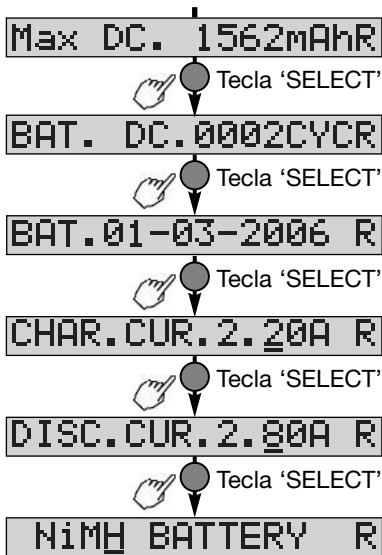 Max DC. 1562mAhR
Tecla ‘SELECT’
BAT. DC.0002CYCR
Tecla ‘SELECT’
BAT.01-03-2006 R
Tecla ‘SELECT’
CHAR.CUR.2.20A R
Tecla ‘SELECT’
DISC.CUR.2.80A R
Tecla ‘SELECT’
NiMH BATTERY R